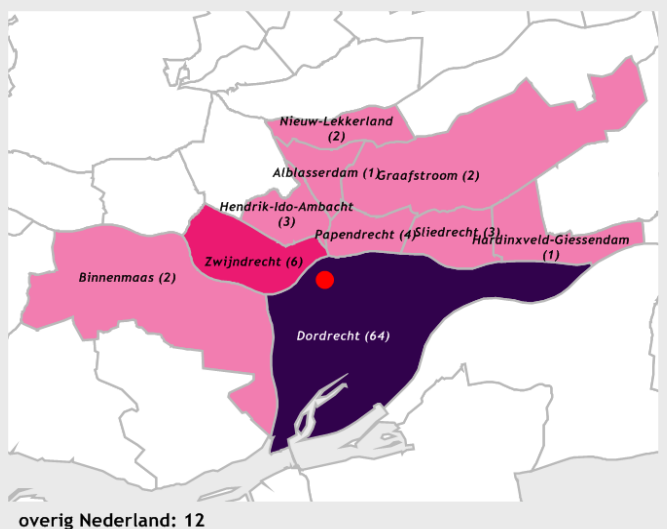 Nieuw-Lekkerland
(2)
Alblasserdam (1)
Graafstroom (2)
Hendrik-Ido-Ambacht
(3)
Papendrecht (4)
Sliedrecht (3)
Hardinxveld-Giessendam
(1)
Zwijndrecht (6)
Binnenmaas (2)
Dordrecht (64)
overig Nederland: 12